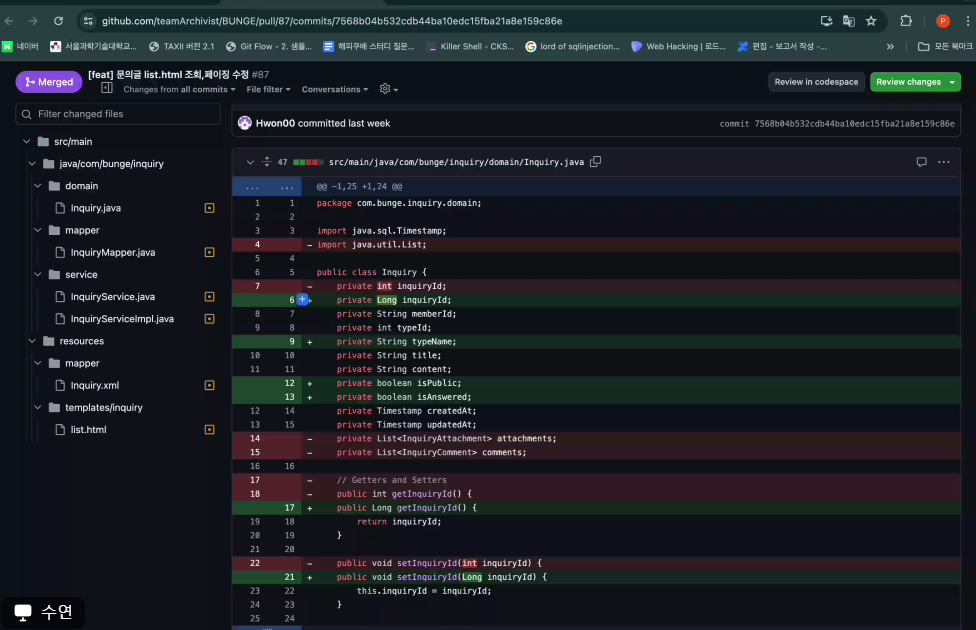 github.com/teamArchivist/BUNGE/pull/87/commits/7568b04b532cdb44ba10edc15fba21a8e159c86e
P
네이버 서울과학기술대학교... TAXII 버전 2.1 Git Flow - 2. 샘플... 해피쿠베 스터디 질문... Killer Shell - CKS... lord of sqlinjection... Web Hacking | 로드... 편집 - 보고서 작성 -... » 모든 북마크
Merged
[feat] 문의글 list.html 조회,페이징 수정 #87
Changes from all commits File filter Conversations
Review in codespace Review changes
Filter changed files
Hwon00 committed last week commit 7568b04b532cdb44ba10edc15fba21a8e159c86e
src/main
java/com/bunge/inquiry
domain
Inquiry.java
mapper
InquiryMapper.java
service
InquiryService.java
InquiryServiceImpl.java
resources
mapper
Inquiry.xml
templates/inquiry
list.html
47 src/main/java/com/bunge/inquiry/domain/Inquiry.java
... ... @@ -1,25 +1,24 @@
1 1 package com.bunge.inquiry.domain;
2 2
3 3 import java.sql.Timestamp;
4 - import java.util.List;
5 4
6 5 public class Inquiry {
7 - private int inquiryId;
6 + private Long inquiryId;
8 7 private String memberId;
9 8 private int typeId;
9 + private String typeName;
10 10 private String title;
11 11 private String content;
12 + private boolean isPublic;
13 + private boolean isAnswered;
12 14 private Timestamp createdAt;
13 15 private Timestamp updatedAt;
14 - private List<InquiryAttachment> attachments;
15 - private List<InquiryComment> comments;
16 16
17 - // Getters and Setters
18 - public int getInquiryId() {
17 + public Long getInquiryId() {
19 18 return inquiryId;
20 19 }
21 20
22 - public void setInquiryId(int inquiryId) {
21 + public void setInquiryId(Long inquiryId) {
23 22 this.inquiryId = inquiryId;
24 23 }
25 24
수연